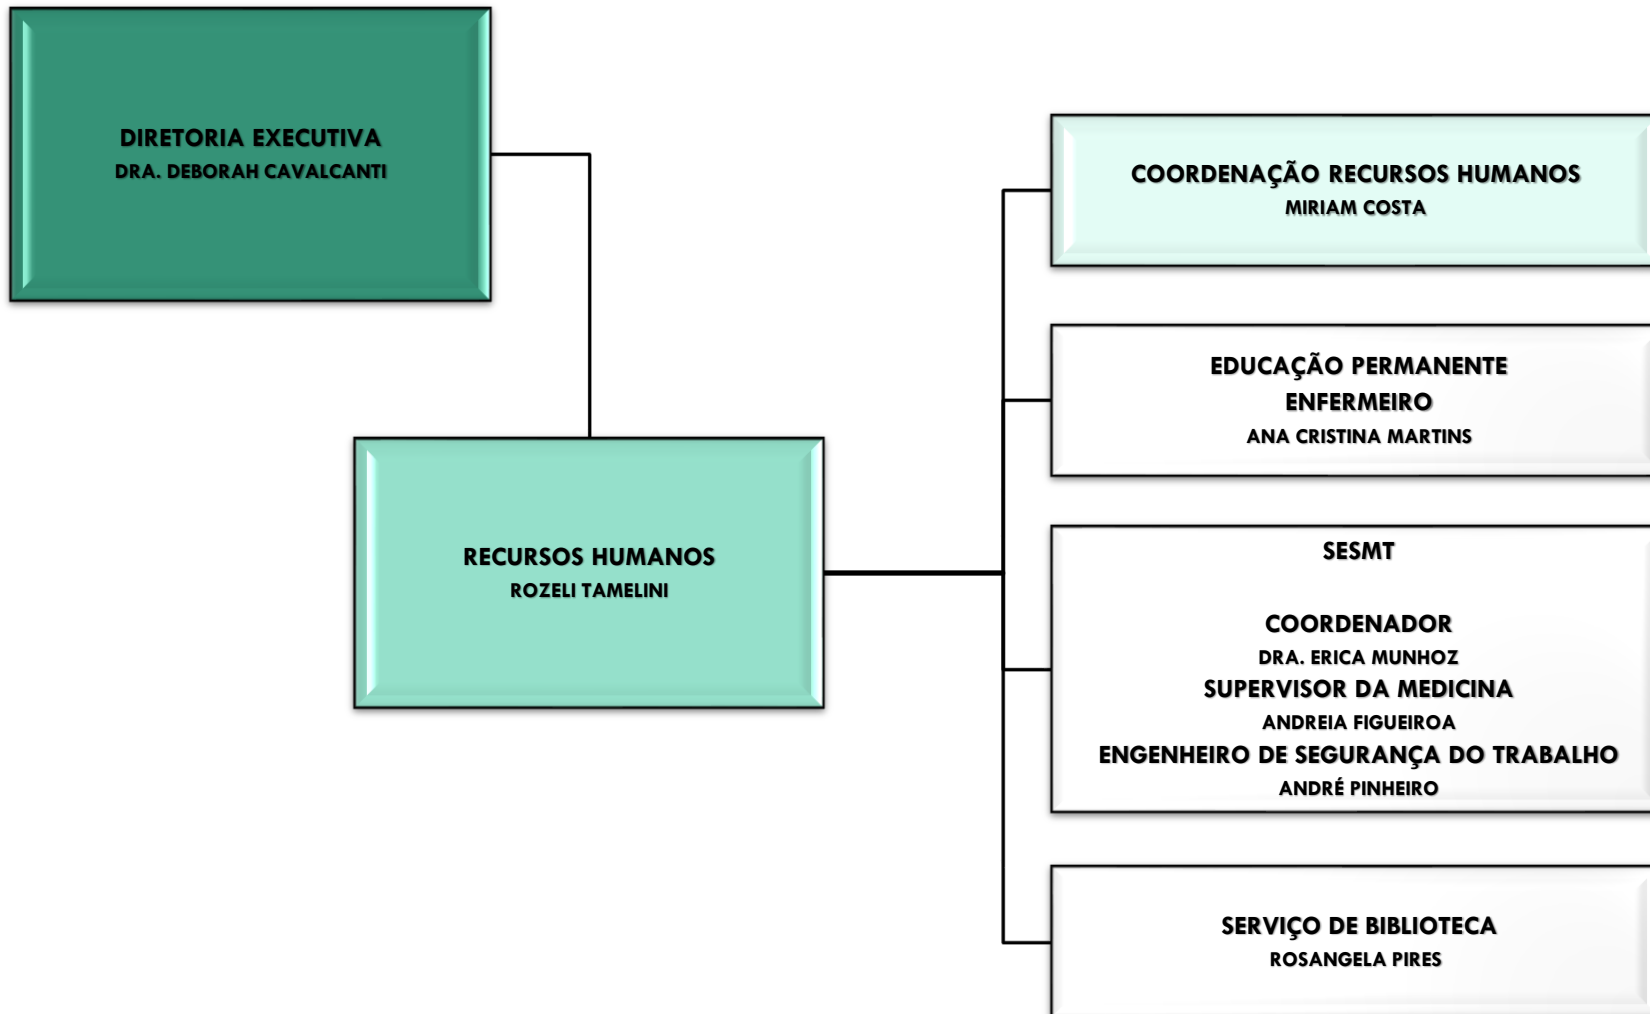 DIRETORIA EXECUTIVA
DRA. DEBORAH CAVALCANTI
RECURSOS HUMANOS
ROZELI TAMELINI
COORDENAÇÃO RECURSOS HUMANOS
MIRIAM COSTA
EDUCAÇÃO PERMANENTE
ENFERMEIRO
ANA CRISTINA MARTINS
SESMT
COORDENADOR
DRA. ERICA MUNHOZ
SUPERVISOR DA MEDICINA
ANDREIA FIGUEIROA
ENGENHEIRO DE SEGURANÇA DO TRABALHO
ANDRÉ PINHEIRO
SERVIÇO DE BIBLIOTECA
ROSANGELA PIRES